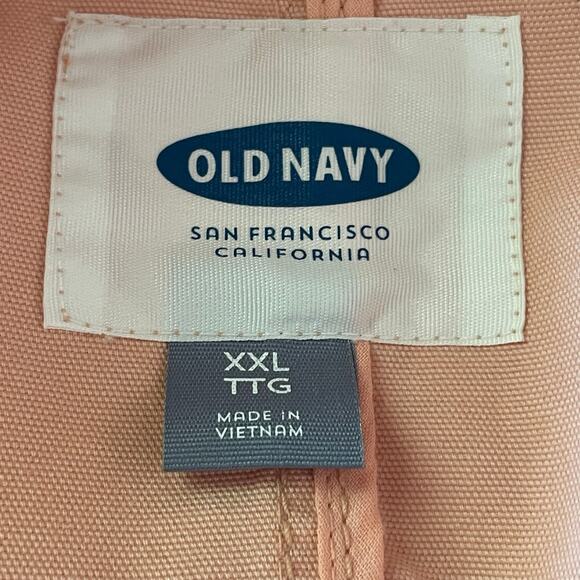 OLD NAVY
SAN FRANCISCO
CALIFORNIA
XXL
TTG
MADE IN
VIETNAM